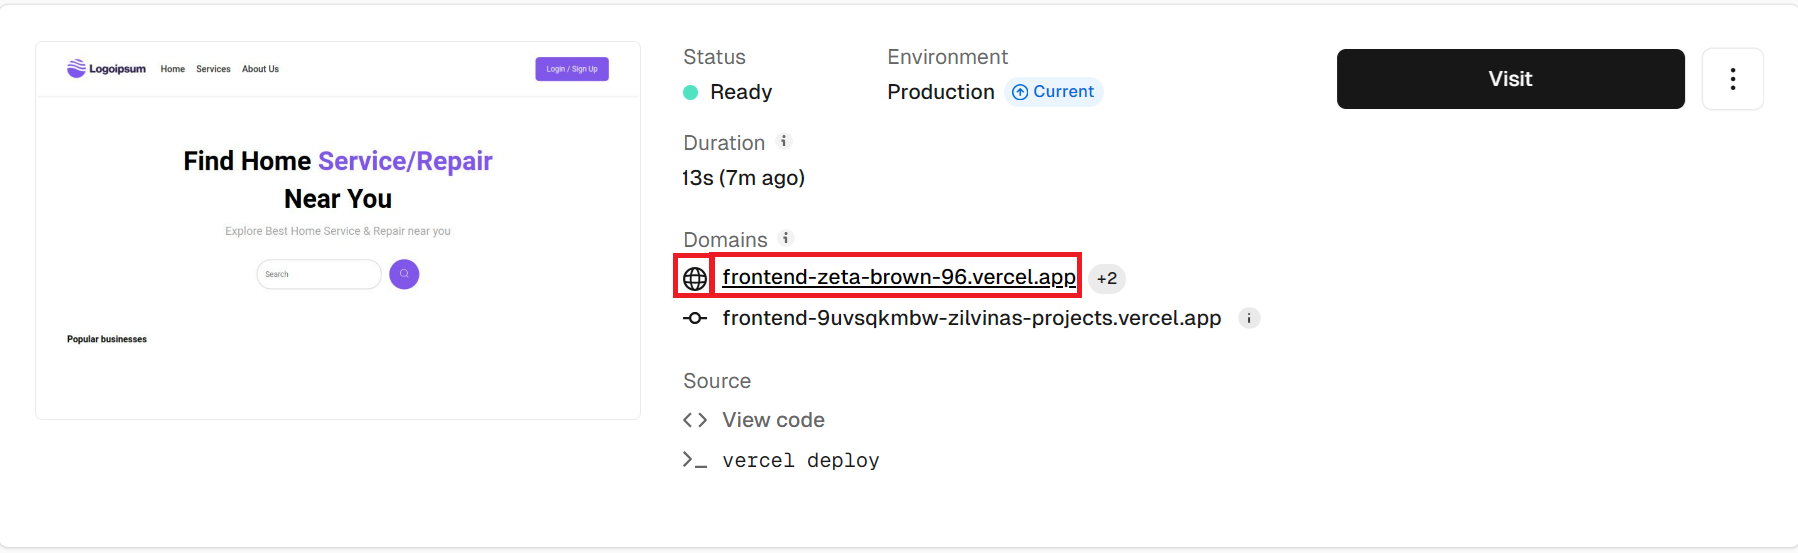 Logoipsum
Home Services About Us
Login / Sign Up
Find Home Service/Repair
Near You
Explore Best Home Service & Repair near you
Search
Popular businesses
Status
Ready
Environment
Production Current
Duration
13s (7m ago)
Domains
frontend-zeta-brown-96.vercel.app +2
frontend-9uvsqkmbw-zilvinas-projects.vercel.app
Source
<> View code
>_ vercel deploy
Visit